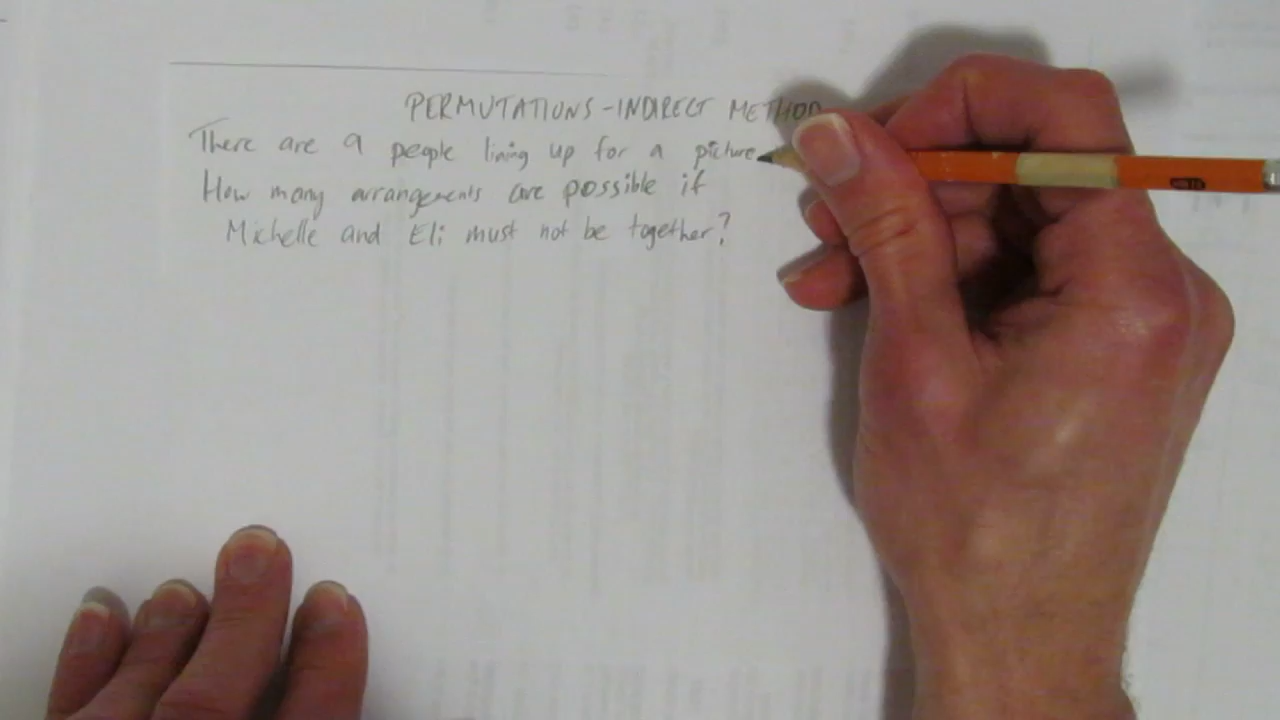 PERMUTATIONS - INDIRECT METHOD
There are 9 people lining up for a picture
How many arrangements are possible if
Michelle and Eli must not be together?